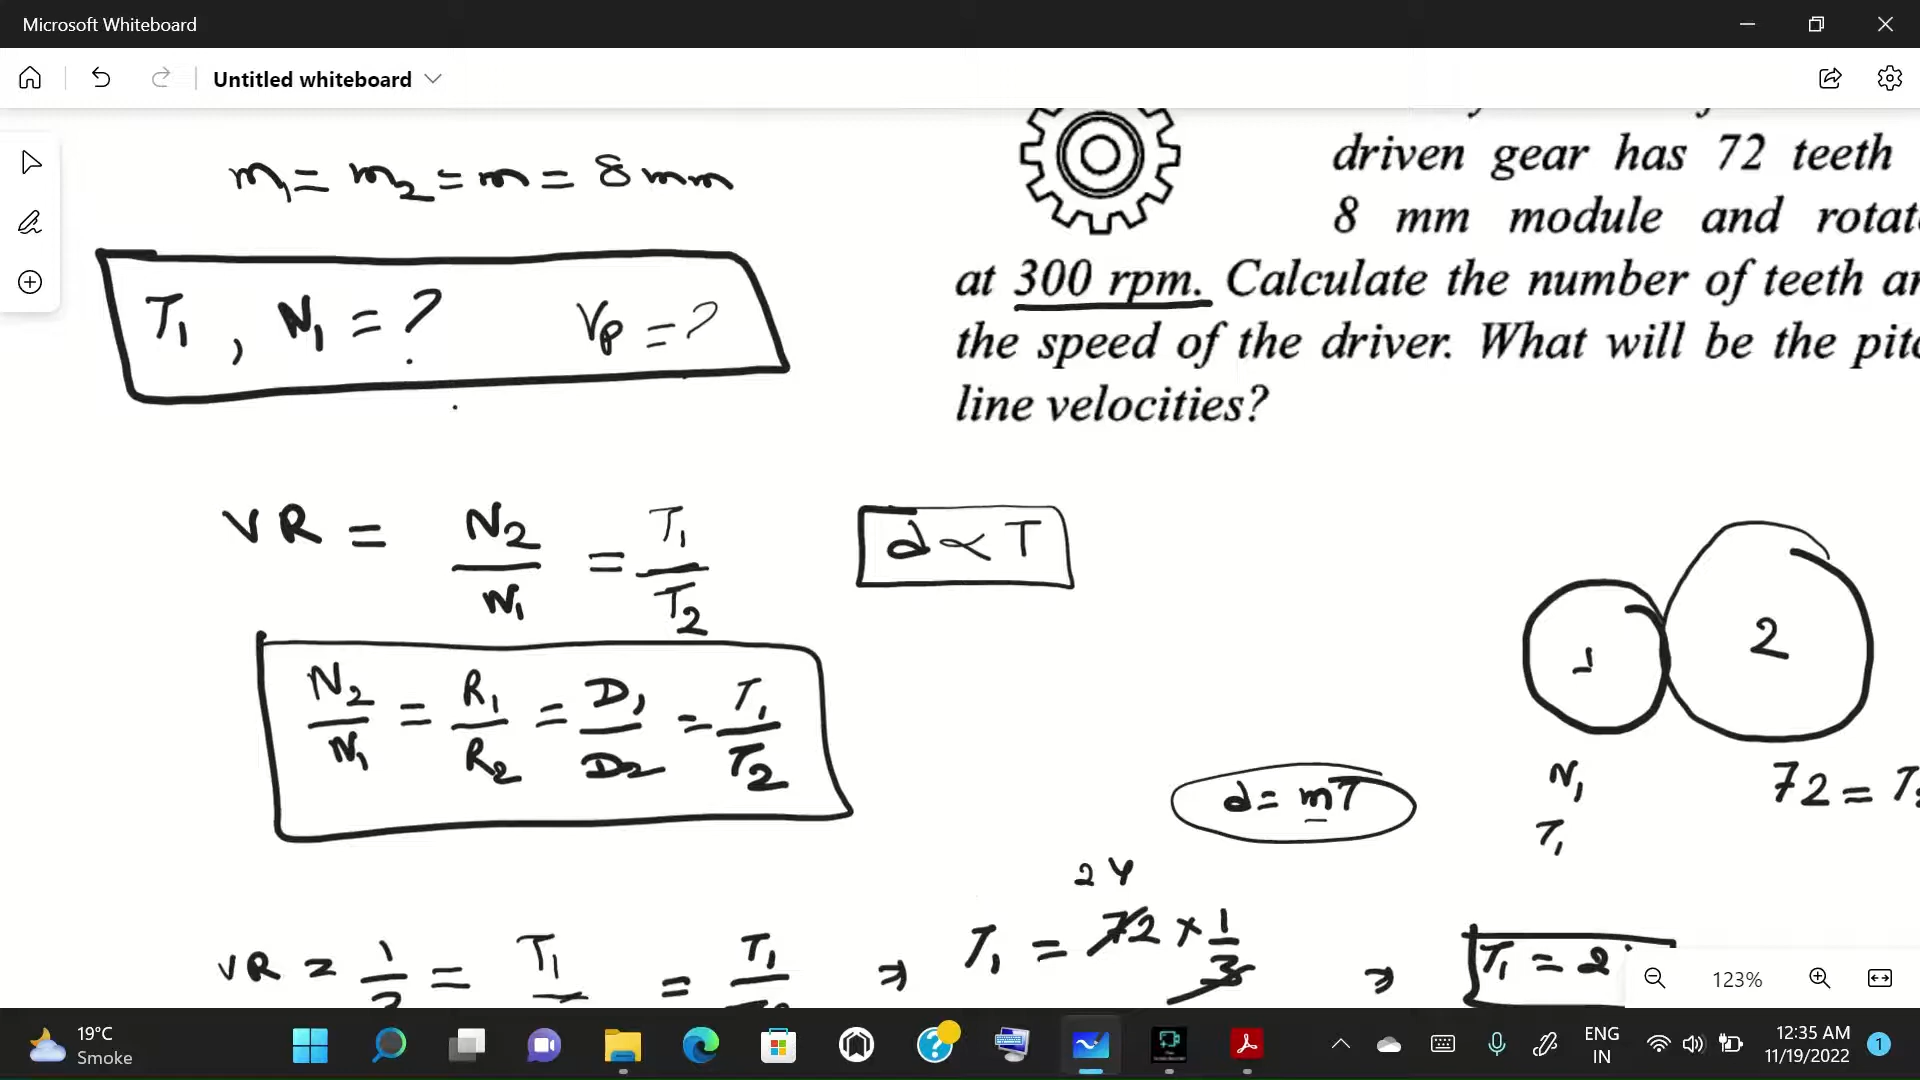 Microsoft Whiteboard
Untitled whiteboard
m₁ = m₂ = m = 8 mm
driven gear has 72 teeth
8 mm module and rotat
at 300 rpm. Calculate the number of teeth a
the speed of the driver. What will be the pit
line velocities?
T₁ , N₁ = ? Vp = ?
VR = N₂/N₁ = T₁/T₂
d ∝ T
N₂/N₁ = R₁/R₂ = D₁/D₂ = T₁/T₂
1
2
d = mT
N₁
T₁
72 = T
24
VR = 1/3 = T₁ = T₁ ⇒ T₁ = 72 × 1/3 ⇒ T₁ = 2
123%
19°C
Smoke
ENG
IN
12:35 AM
11/19/2022
1